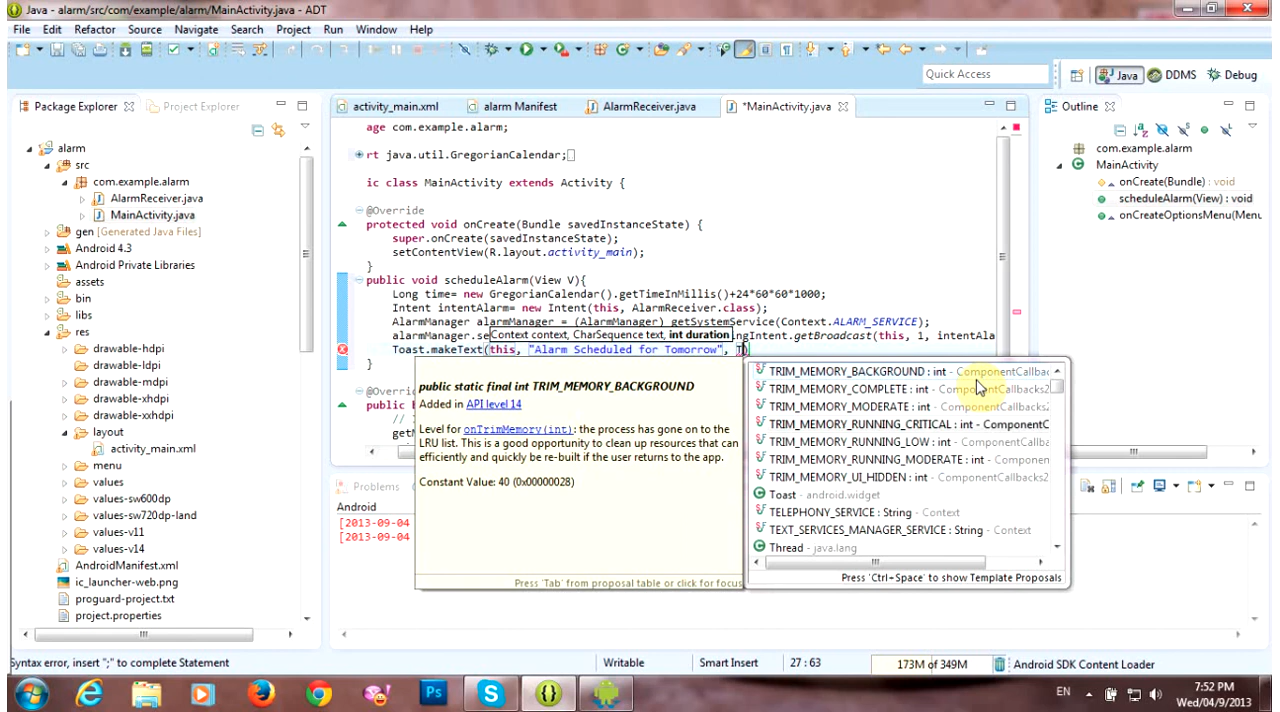 Java - alarm/src/com/example/alarm/MainActivity.java - ADT
File Edit Refactor Source Navigate Search Project Run Window Help
Quick Access
Java DDMS Debug
Package Explorer Project Explorer
activity_main.xml alarm Manifest AlarmReceiver.java *MainActivity.java
Outline
alarm
src
com.example.alarm
AlarmReceiver.java
MainActivity.java
gen [Generated Java Files]
Android 4.3
Android Private Libraries
assets
bin
libs
res
drawable-hdpi
drawable-ldpi
drawable-mdpi
drawable-xhdpi
drawable-xxhdpi
layout
activity_main.xml
menu
values
values-sw600dp
values-sw720dp-land
values-v11
values-v14
AndroidManifest.xml
ic_launcher-web.png
proguard-project.txt
project.properties
age com.example.alarm;
rt java.util.GregorianCalendar;
ic class MainActivity extends Activity {
@Override
protected void onCreate(Bundle savedInstanceState) {
super.onCreate(savedInstanceState);
setContentView(R.layout.activity_main);
}
public void scheduleAlarm(View V){
Long time= new GregorianCalendar().getTimeInMillis()+24*60*60*1000;
Intent intentAlarm = new Intent(this, AlarmReceiver.class);
AlarmManager alarmManager = (AlarmManager) getSystemService(Context.ALARM_SERVICE);
alarmManager.se
Context context, CharSequence text, int duration
ngIntent.getBroadcast(this, 1, intentAla
Toast.makeText(this, "Alarm Scheduled for Tomorrow", T)
}
@Overri
public b
// I
getM
public static final int TRIM_MEMORY_BACKGROUND
Added in API level 14
Level for onTrimMemory(int): the process has gone on to the
LRU list. This is a good opportunity to clean up resources that can
efficiently and quickly be re-built if the user returns to the app.
Constant Value: 40 (0x00000028)
Press 'Tab' from proposal table or click for focus
TRIM_MEMORY_BACKGROUND : int - ComponentCallbac
TRIM_MEMORY_COMPLETE : int - ComponentCallbacks2
TRIM_MEMORY_MODERATE : int - ComponentCallbacks2
TRIM_MEMORY_RUNNING_CRITICAL : int - ComponentC
TRIM_MEMORY_RUNNING_LOW : int - ComponentCallba
TRIM_MEMORY_RUNNING_MODERATE : int - Component
TRIM_MEMORY_UI_HIDDEN : int - ComponentCallbacks2
Toast - android.widget
TELEPHONY_SERVICE : String - Context
TEXT_SERVICES_MANAGER_SERVICE : String - Context
Thread - java.lang
Press 'Ctrl+Space' to show Template Proposals
com.example.alarm
MainActivity
onCreate(Bundle) : void
scheduleAlarm(View) : void
onCreateOptionsMenu(Menu
Problems
Android
[2013-09-04
[2013-09-04
Syntax error, insert ";" to complete Statement
Writable Smart Insert 27 : 63 173M of 349M Android SDK Content Loader
EN
7:52 PM
Wed/04/9/2013